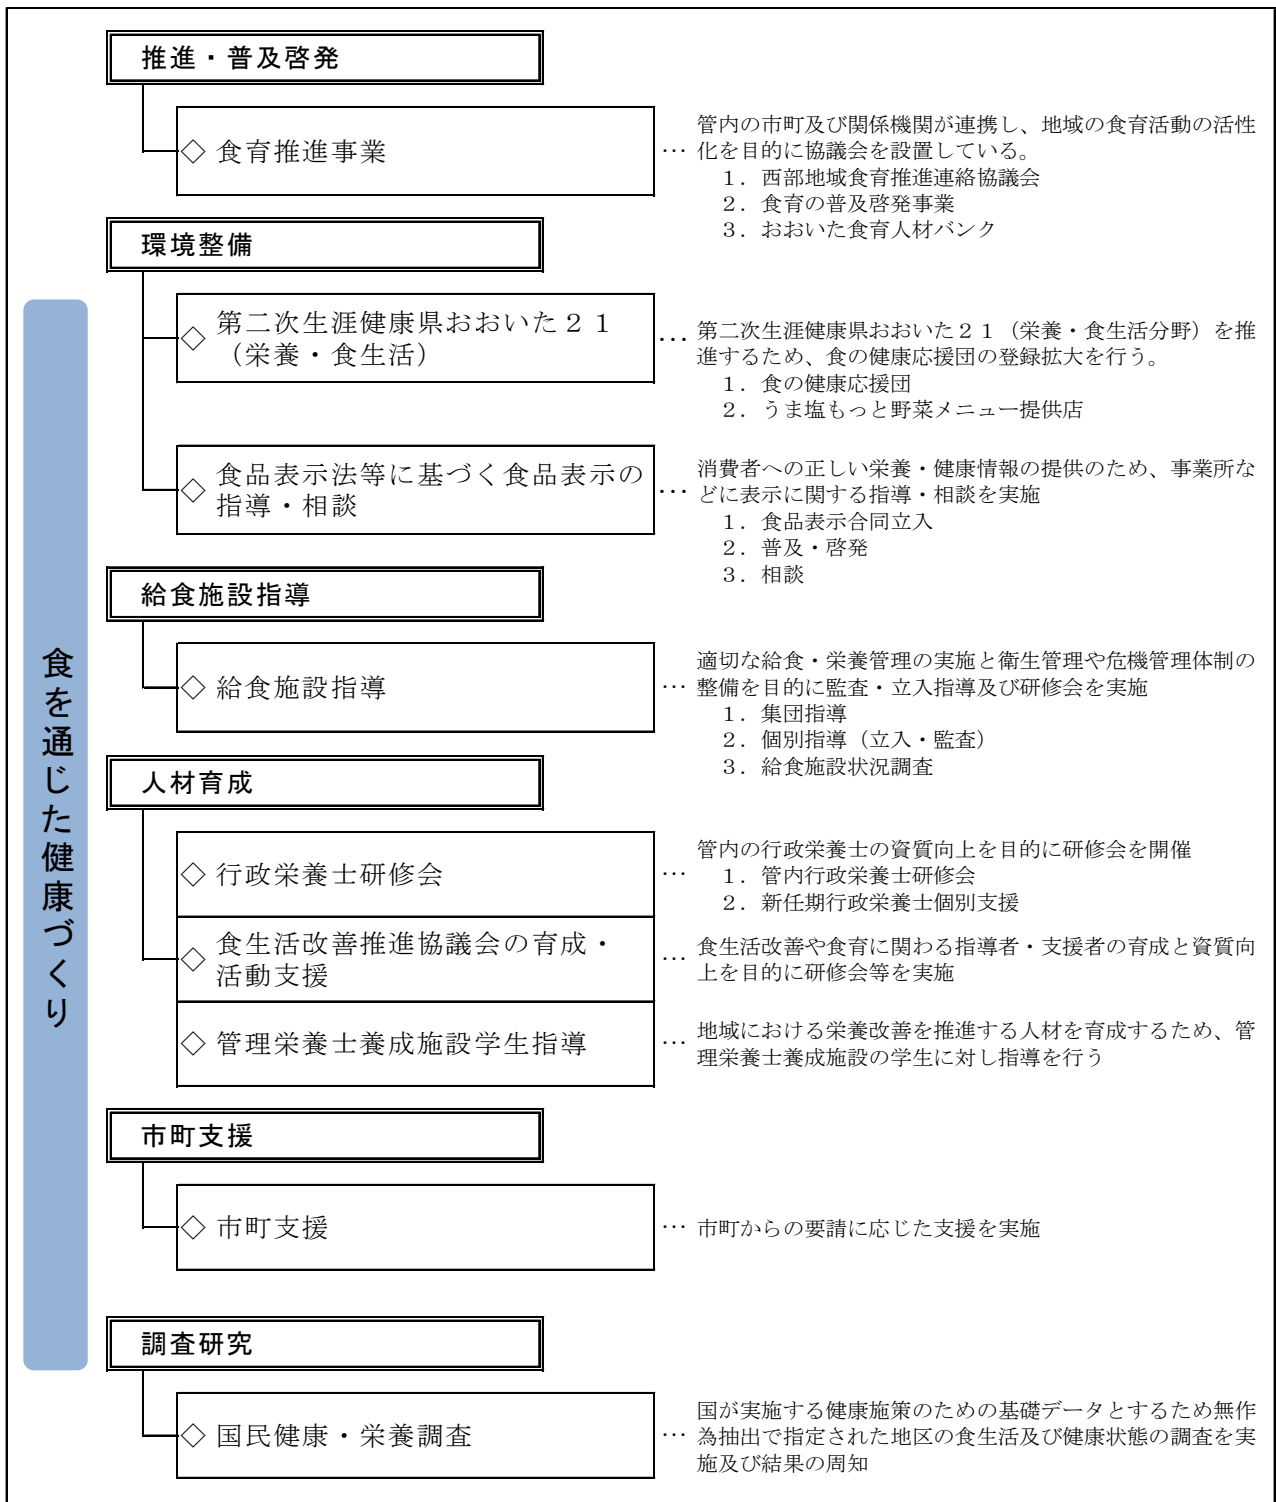 食を通じた健康づくり
推進・普及啓発
◇ 食育推進事業
… 管内の市町及び関係機関が連携し、地域の食育活動の活性
化を目的に協議会を設置している。
1．西部地域食育推進連絡協議会
2．食育の普及啓発事業
3．おおいた食育人材バンク
環境整備
◇ 第二次生涯健康県おおいた２１
（栄養・食生活）
… 第二次生涯健康県おおいた２１（栄養・食生活分野）を推
進するため、食の健康応援団の登録拡大を行う。
1．食の健康応援団
2．うま塩もっと野菜メニュー提供店
◇ 食品表示法等に基づく食品表示の
指導・相談
… 消費者への正しい栄養・健康情報の提供のため、事業所な
どに表示に関する指導・相談を実施
1．食品表示合同立入
2．普及・啓発
3．相談
給食施設指導
◇ 給食施設指導
… 適切な給食・栄養管理の実施と衛生管理や危機管理体制の
整備を目的に監査・立入指導及び研修会を実施
1．集団指導
2．個別指導（立入・監査）
3．給食施設状況調査
人材育成
◇ 行政栄養士研修会
… 管内の行政栄養士の資質向上を目的に研修会を開催
1．管内行政栄養士研修会
2．新任期行政栄養士個別支援
◇ 食生活改善推進協議会の育成・
活動支援
… 食生活改善や食育に関わる指導者・支援者の育成と資質向
上を目的に研修会等を実施
◇ 管理栄養士養成施設学生指導
… 地域における栄養改善を推進する人材を育成するため、管
理栄養士養成施設の学生に対し指導を行う
市町支援
◇ 市町支援
… 市町からの要請に応じた支援を実施
調査研究
◇ 国民健康・栄養調査
… 国が実施する健康施策のための基礎データとするため無作
為抽出で指定された地区の食生活及び健康状態の調査を実
施及び結果の周知